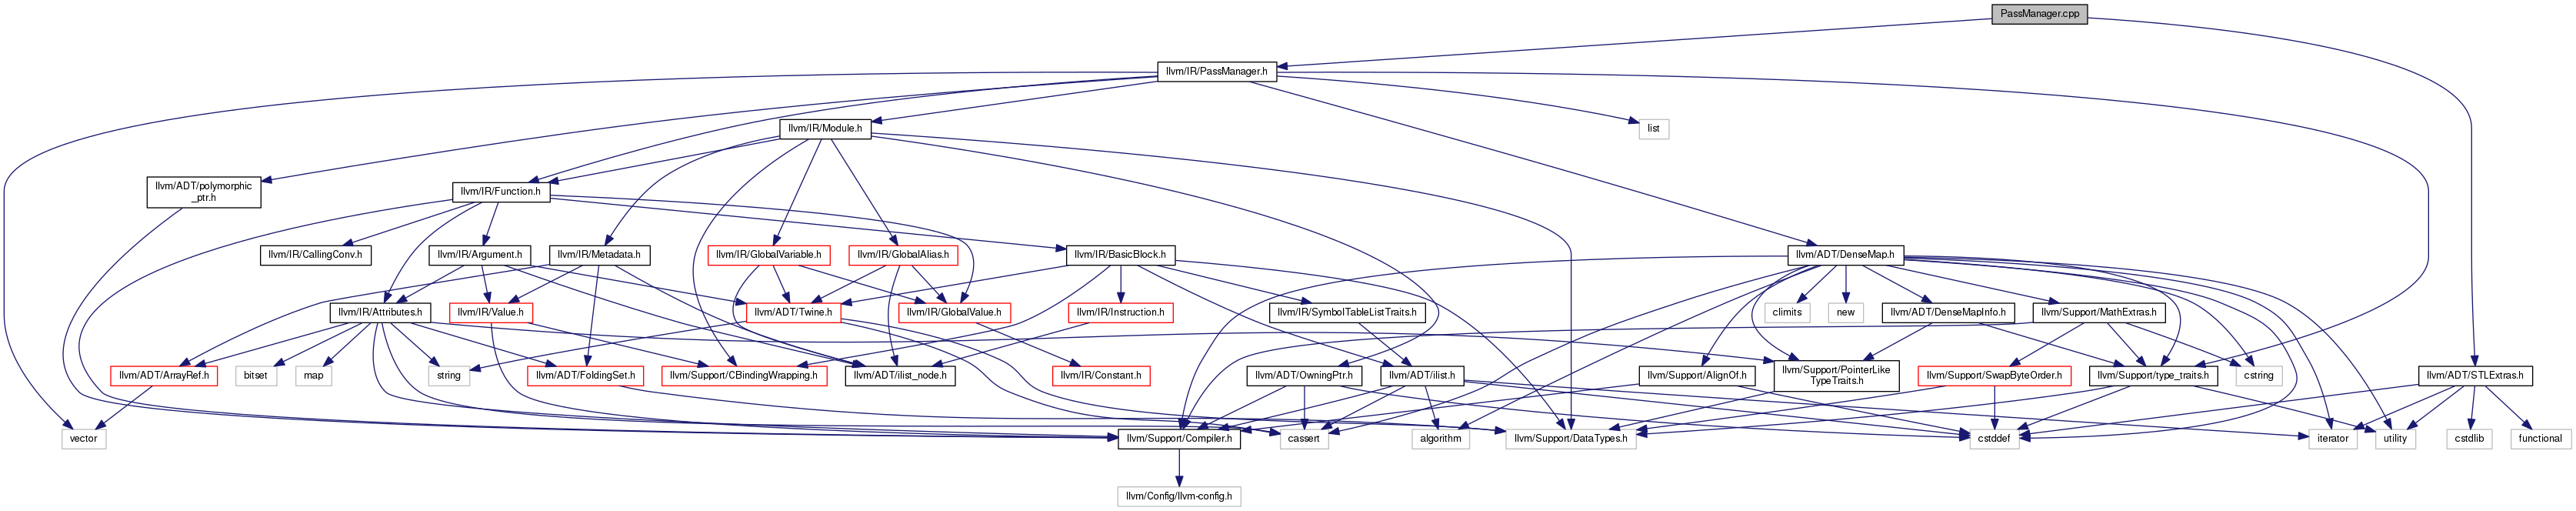 PassManager.cpp
llvm/IR/PassManager.h
llvm/IR/Module.h
list
llvm/ADT/polymorphic
_ptr.h
llvm/IR/Function.h
llvm/IR/CallingConv.h
llvm/IR/Argument.h
llvm/IR/Metadata.h
llvm/IR/GlobalVariable.h
llvm/IR/GlobalAlias.h
llvm/IR/BasicBlock.h
llvm/ADT/DenseMap.h
llvm/IR/Attributes.h
llvm/IR/Value.h
llvm/ADT/Twine.h
llvm/IR/GlobalValue.h
llvm/IR/Instruction.h
llvm/IR/SymbolTableListTraits.h
climits
new
llvm/ADT/DenseMapInfo.h
llvm/Support/MathExtras.h
llvm/ADT/ArrayRef.h
bitset
map
string
llvm/ADT/FoldingSet.h
llvm/Support/CBindingWrapping.h
llvm/ADT/ilist_node.h
llvm/IR/Constant.h
llvm/ADT/OwningPtr.h
llvm/ADT/ilist.h
llvm/Support/AlignOf.h
llvm/Support/PointerLike
TypeTraits.h
llvm/Support/SwapByteOrder.h
llvm/Support/type_traits.h
cstring
llvm/ADT/STLExtras.h
vector
llvm/Support/Compiler.h
cassert
algorithm
llvm/Support/DataTypes.h
cstddef
iterator
utility
cstdlib
functional
llvm/Config/llvm-config.h